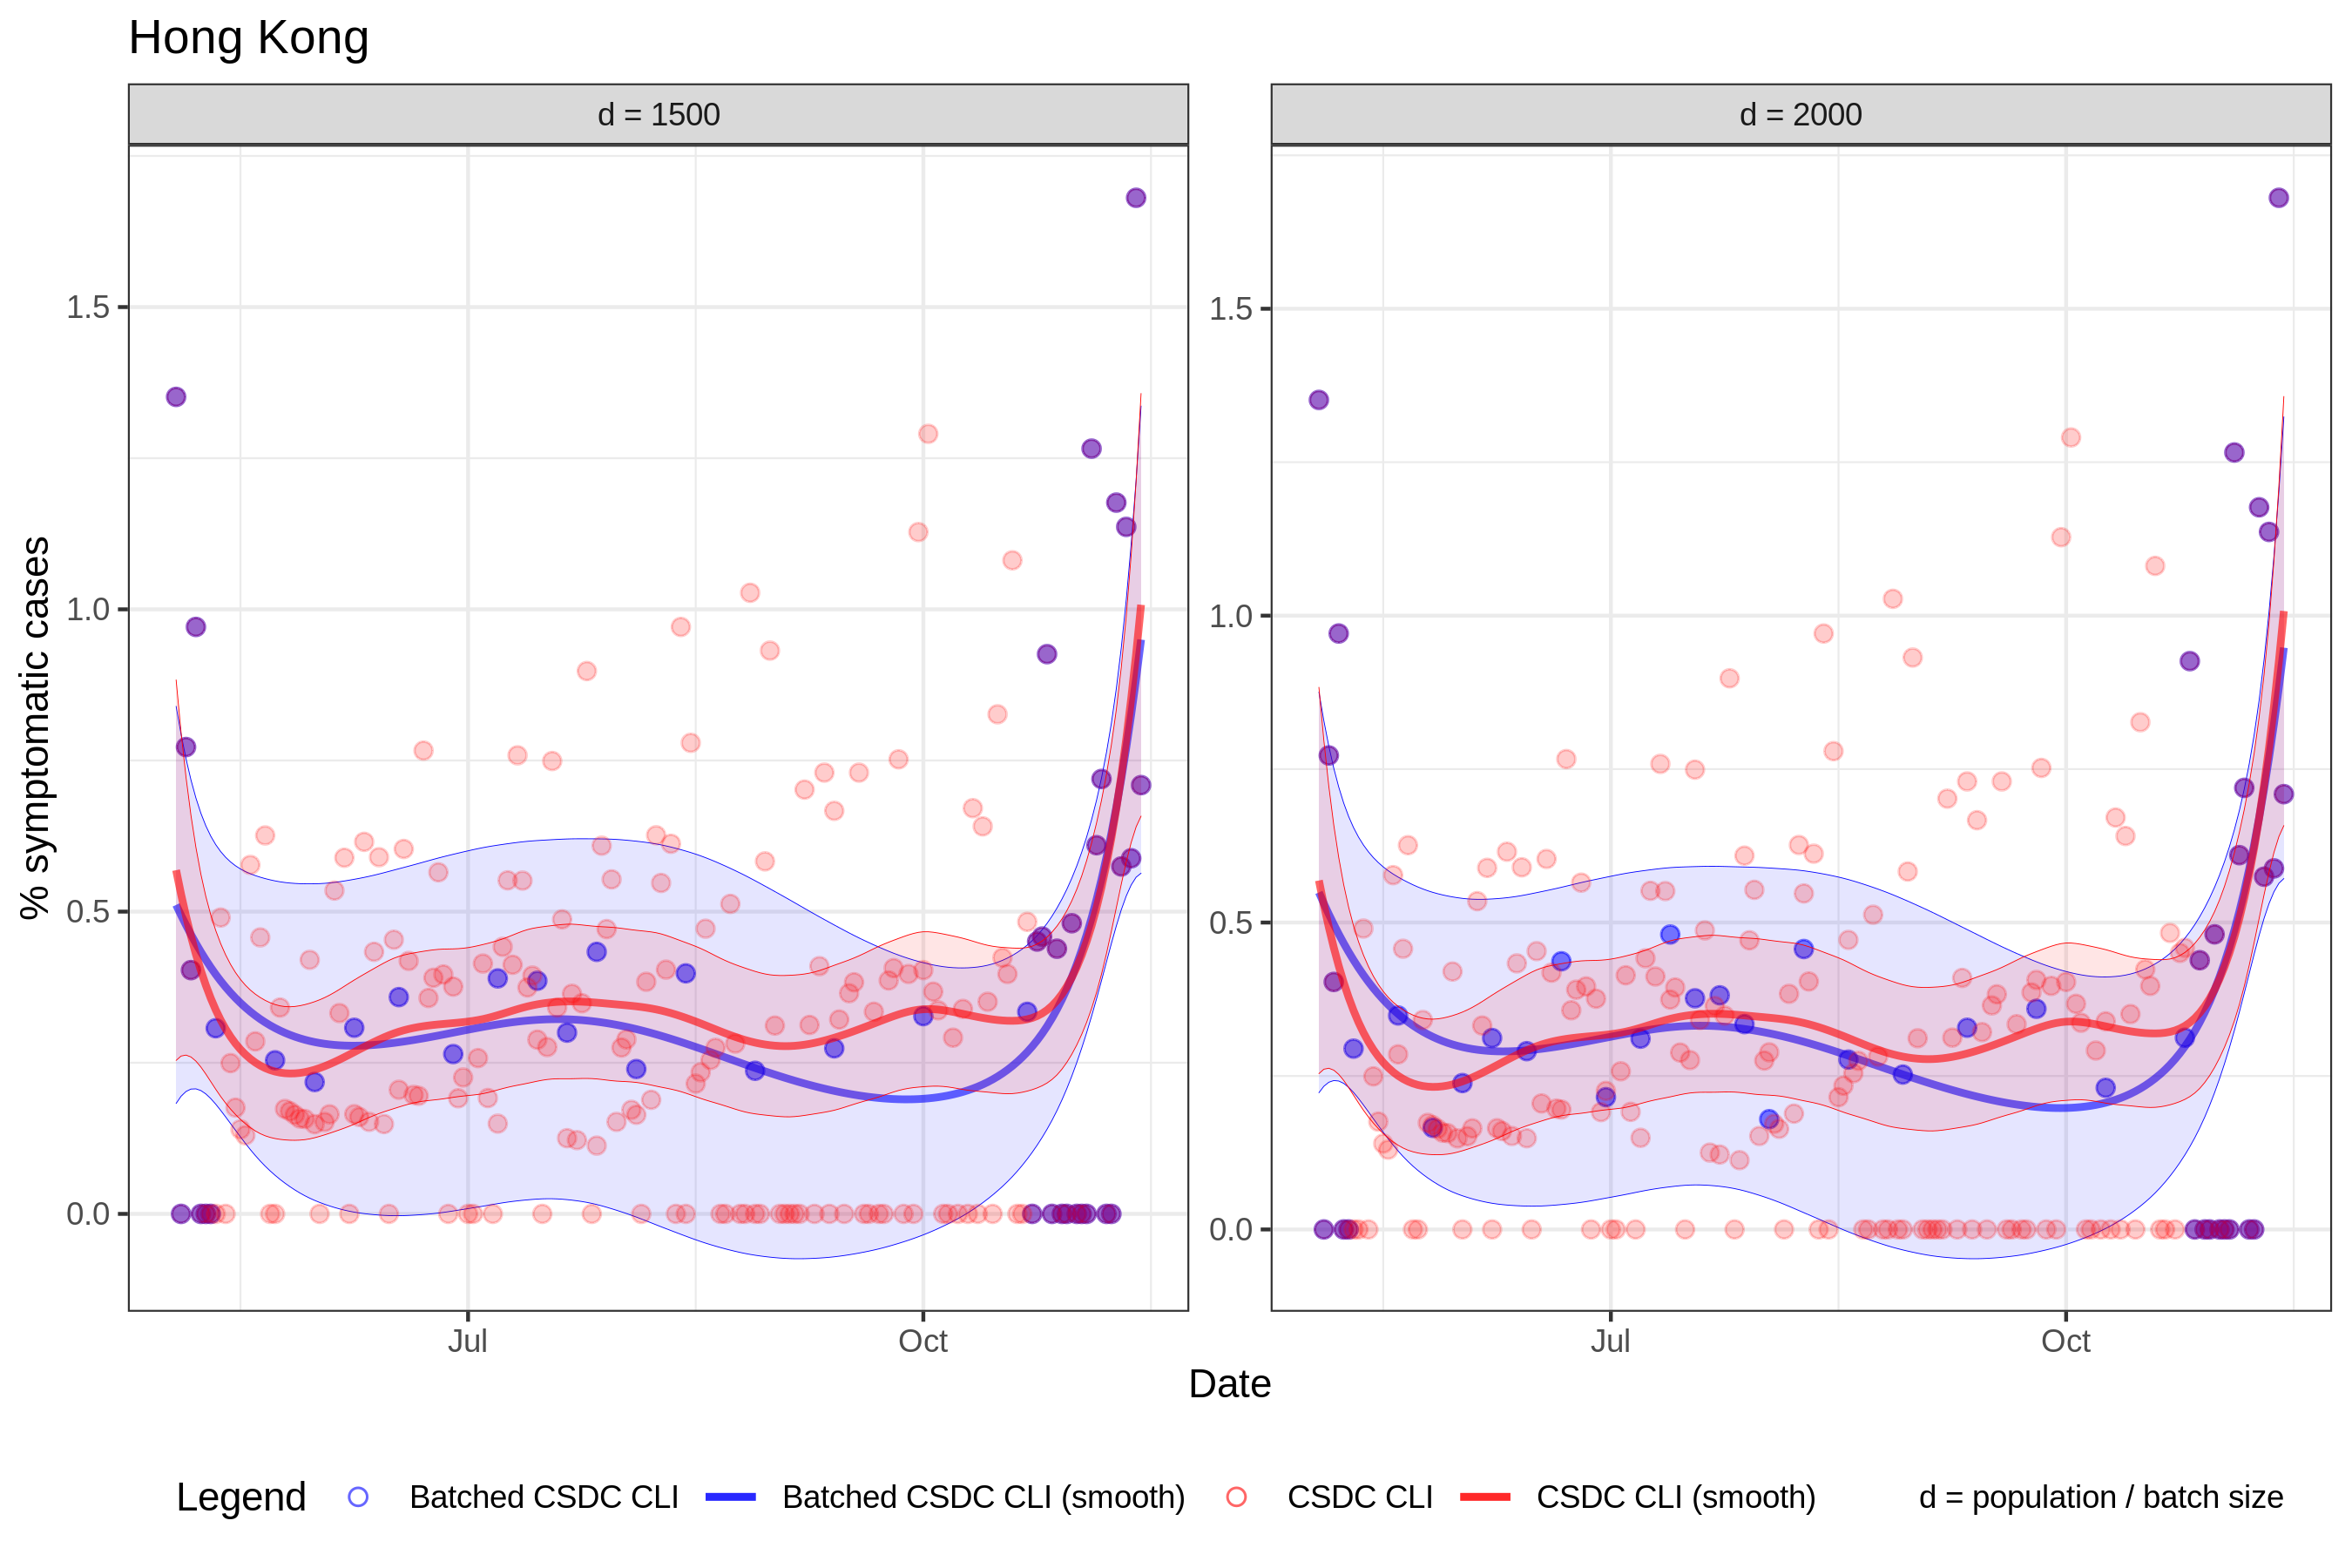 Hong Kong
d = 1500
d = 2000
% symptomatic cases
1.5
1.0
0.5
0.0
1.5
1.0
0.5
0.0
Jul
Oct
Jul
Oct
Date
Legend
Batched CSDC CLI
Batched CSDC CLI (smooth)
CSDC CLI
CSDC CLI (smooth)
d = population / batch size